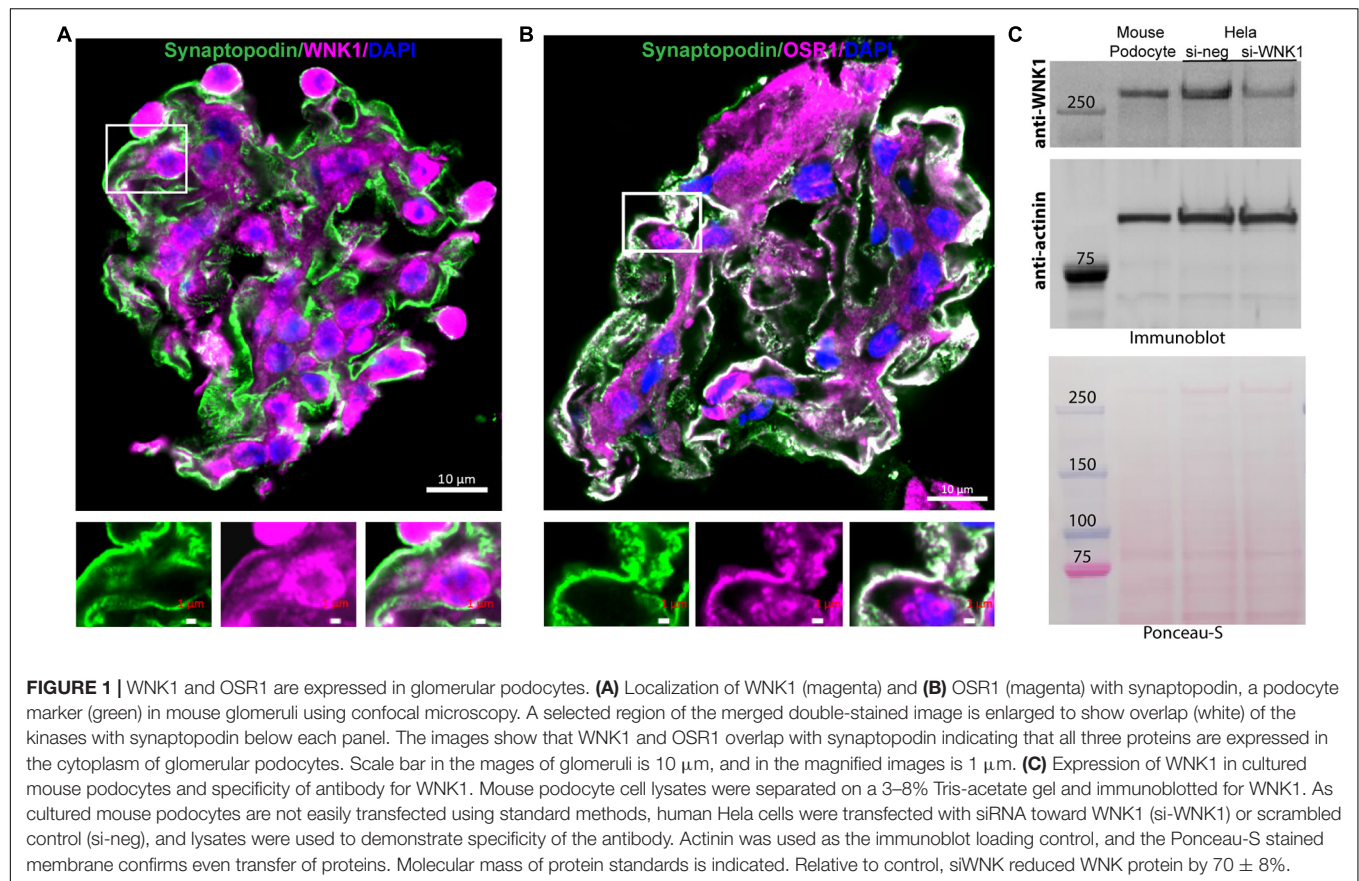 A
Synaptopodin/WNK1/DAPI
10 µm
1 µm
1 µm
1 µm
B
Synaptopodin/OSR1/DAPI
10 µm
1 µm
1 µm
1 µm
C
Mouse Podocyte
Hela
si-neg si-WNK1
anti-WNK1
250
anti-actinin
75
Immunoblot
250
150
100
75
Ponceau-S
FIGURE 1 | WNK1 and OSR1 are expressed in glomerular podocytes. (A) Localization of WNK1 (magenta) and (B) OSR1 (magenta) with synaptopodin, a podocyte
marker (green) in mouse glomeruli using confocal microscopy. A selected region of the merged double-stained image is enlarged to show overlap (white) of the
kinases with synaptopodin below each panel. The images show that WNK1 and OSR1 overlap with synaptopodin indicating that all three proteins are expressed in
the cytoplasm of glomerular podocytes. Scale bar in the mages of glomeruli is 10 µm, and in the magnified images is 1 µm. (C) Expression of WNK1 in cultured
mouse podocytes and specificity of antibody for WNK1. Mouse podocyte cell lysates were separated on a 3–8% Tris-acetate gel and immunoblotted for WNK1. As
cultured mouse podocytes are not easily transfected using standard methods, human Hela cells were transfected with siRNA toward WNK1 (si-WNK1) or scrambled
control (si-neg), and lysates were used to demonstrate specificity of the antibody. Actinin was used as the immunoblot loading control, and the Ponceau-S stained
membrane confirms even transfer of proteins. Molecular mass of protein standards is indicated. Relative to control, siWNK reduced WNK protein by 70 ± 8%.